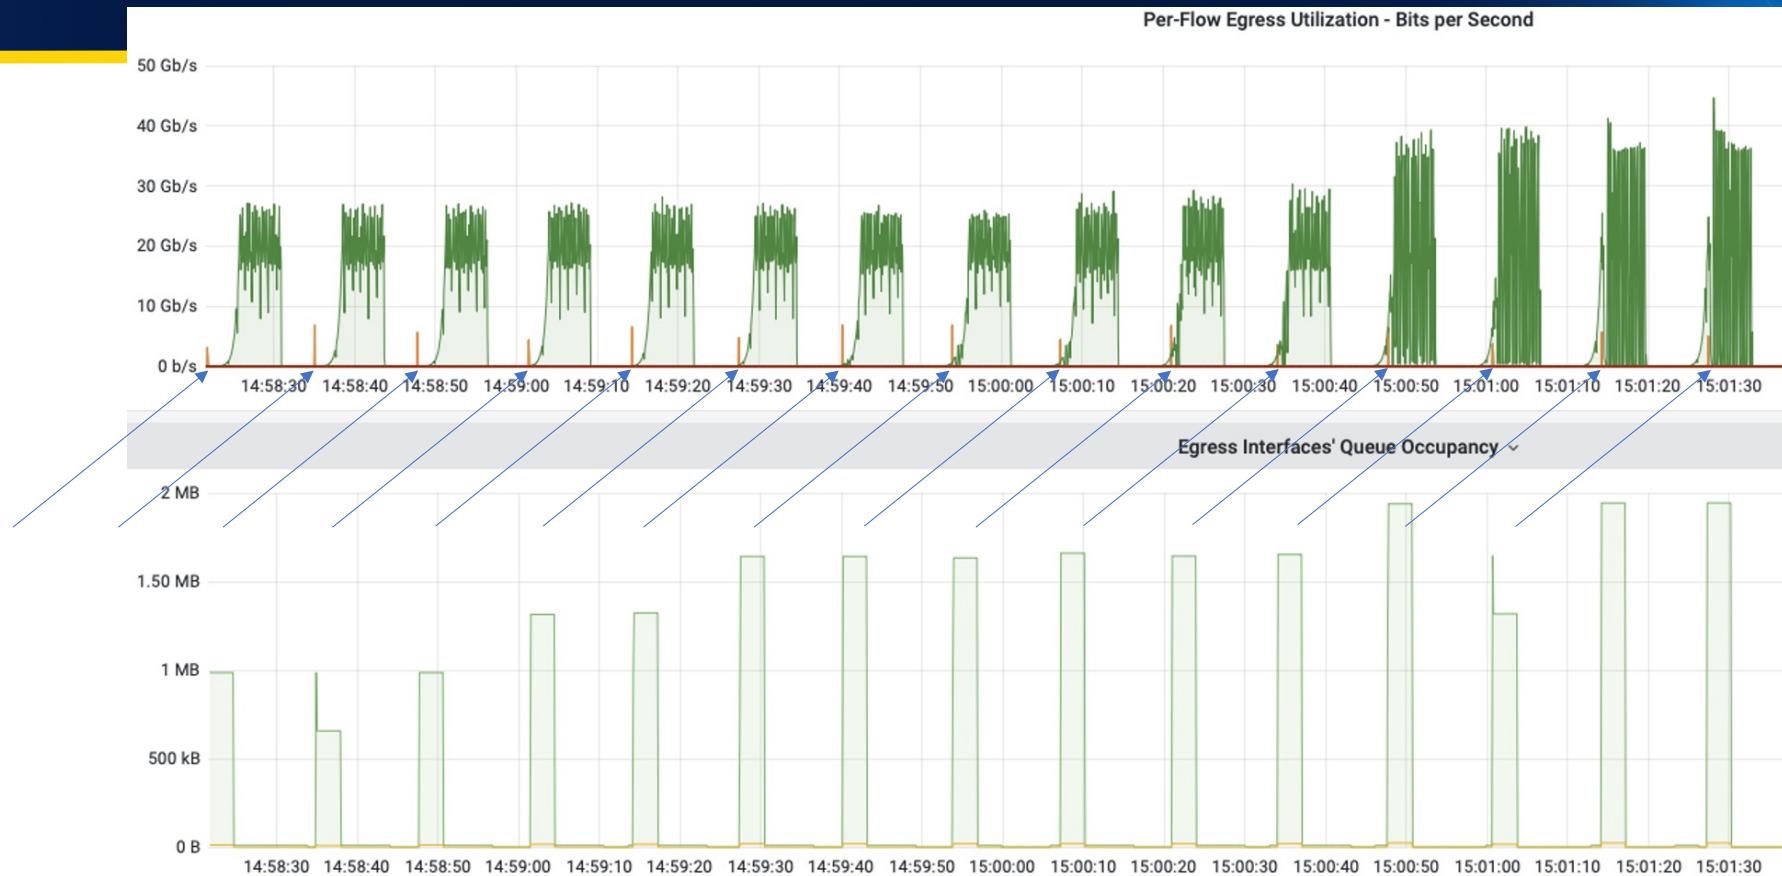 Per-Flow Egress Utilization - Bits per Second
50 Gb/s
40 Gb/s
30 Gb/s
20 Gb/s
10 Gb/s
0 b/s
14:58:30 14:58:40 14:58:50 14:59:00 14:59:10 14:59:20 14:59:30 14:59:40 14:59:50 15:00:00 15:00:10 15:00:20 15:00:30 15:00:40 15:00:50 15:01:00 15:01:10 15:01:20 15:01:30
Egress Interfaces' Queue Occupancy
2 MB
1.50 MB
1 MB
500 kB
0 B
14:58:30 14:58:40 14:58:50 14:59:00 14:59:10 14:59:20 14:59:30 14:59:40 14:59:50 15:00:00 15:00:10 15:00:20 15:00:30 15:00:40 15:00:50 15:01:00 15:01:10 15:01:20 15:01:30